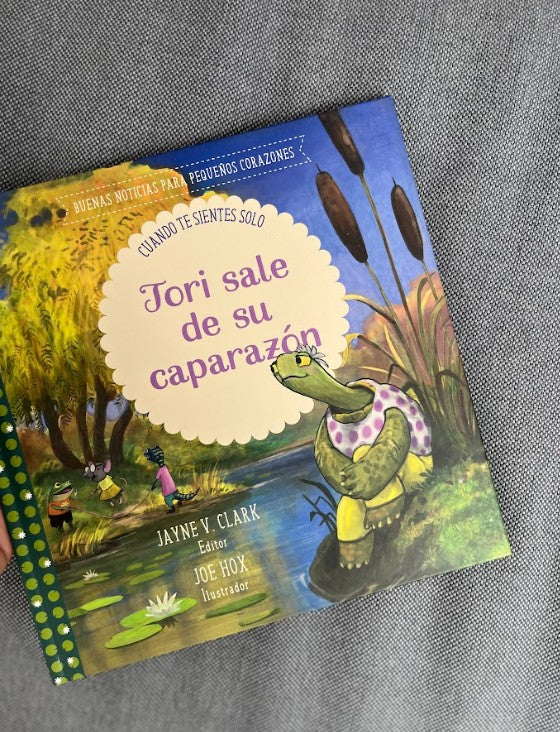 BUENAS NOTICIAS PARA PEQUEÑOS CORAZONES
CUANDO TE SIENTES SOLO
Tori sale
de su
caparazón
JAYNE V. CLARK
Editor
JOE HOX
Ilustrador